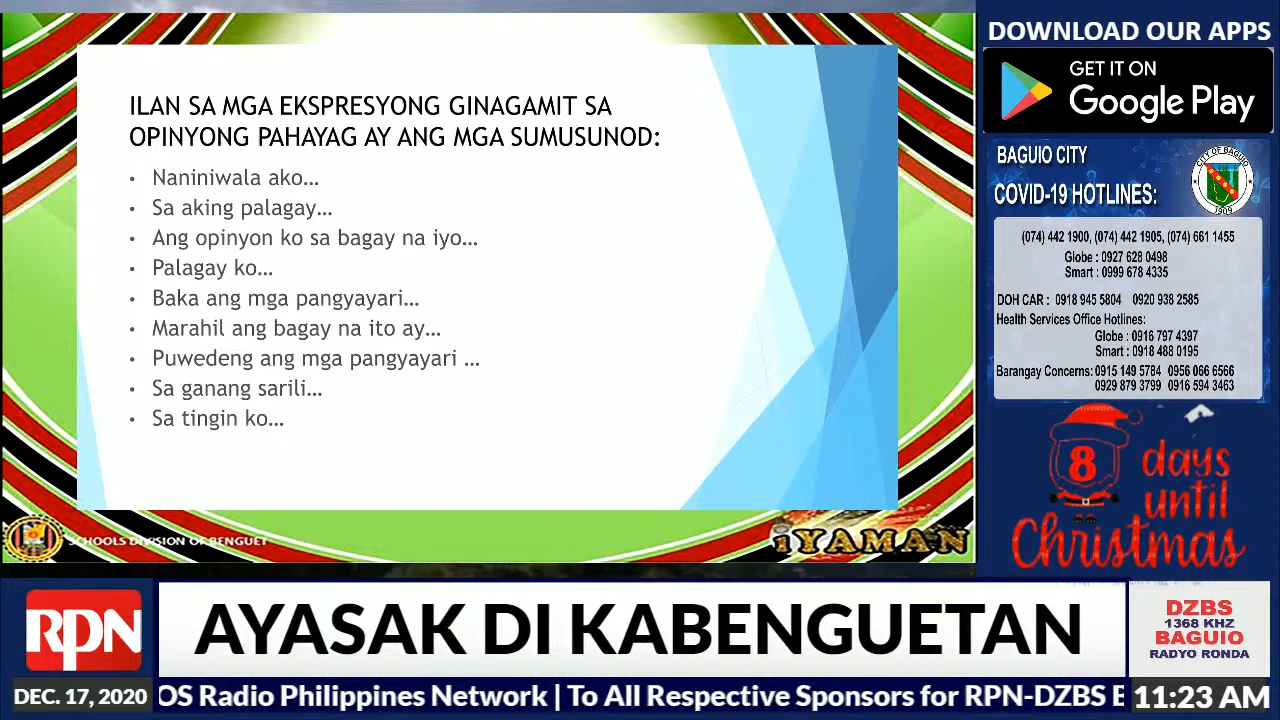 ILAN SA MGA EKSPRESYONG GINAGAMIT SA
OPINYONG PAHAYAG AY ANG MGA SUMUSUNOD:
• Naniniwala ako…
• Sa aking palagay…
• Ang opinyon ko sa bagay na iyo…
• Palagay ko…
• Baka ang mga pangyayari…
• Marahil ang bagay na ito ay…
• Puwedeng ang mga pangyayari …
• Sa ganang sarili…
• Sa tingin ko…
SCHOOLS DIVISION OF BENGUET
iYAMAN
DOWNLOAD OUR APPS
GET IT ON
Google Play
BAGUIO CITY
COVID-19 HOTLINES:
CITY OF BAGUIO
1909
(074) 442 1900, (074) 442 1905, (074) 661 1455
Globe : 0927 628 0498
Smart : 0999 678 4335
DOH CAR : 0918 945 5804 0920 938 2585
Health Services Office Hotlines:
Globe : 0916 797 4397
Smart : 0918 488 0195
Barangay Concerns: 0915 149 5784 0956 066 6566
0929 879 3799 0916 594 3463
8 days
until
Christmas
RPN
AYASAK DI KABENGUETAN
DZBS
1368 KHZ
BAGUIO
RADYO RONDA
DEC. 17, 2020
OS Radio Philippines Network | To All Respective Sponsors for RPN-DZBS
11:23 AM